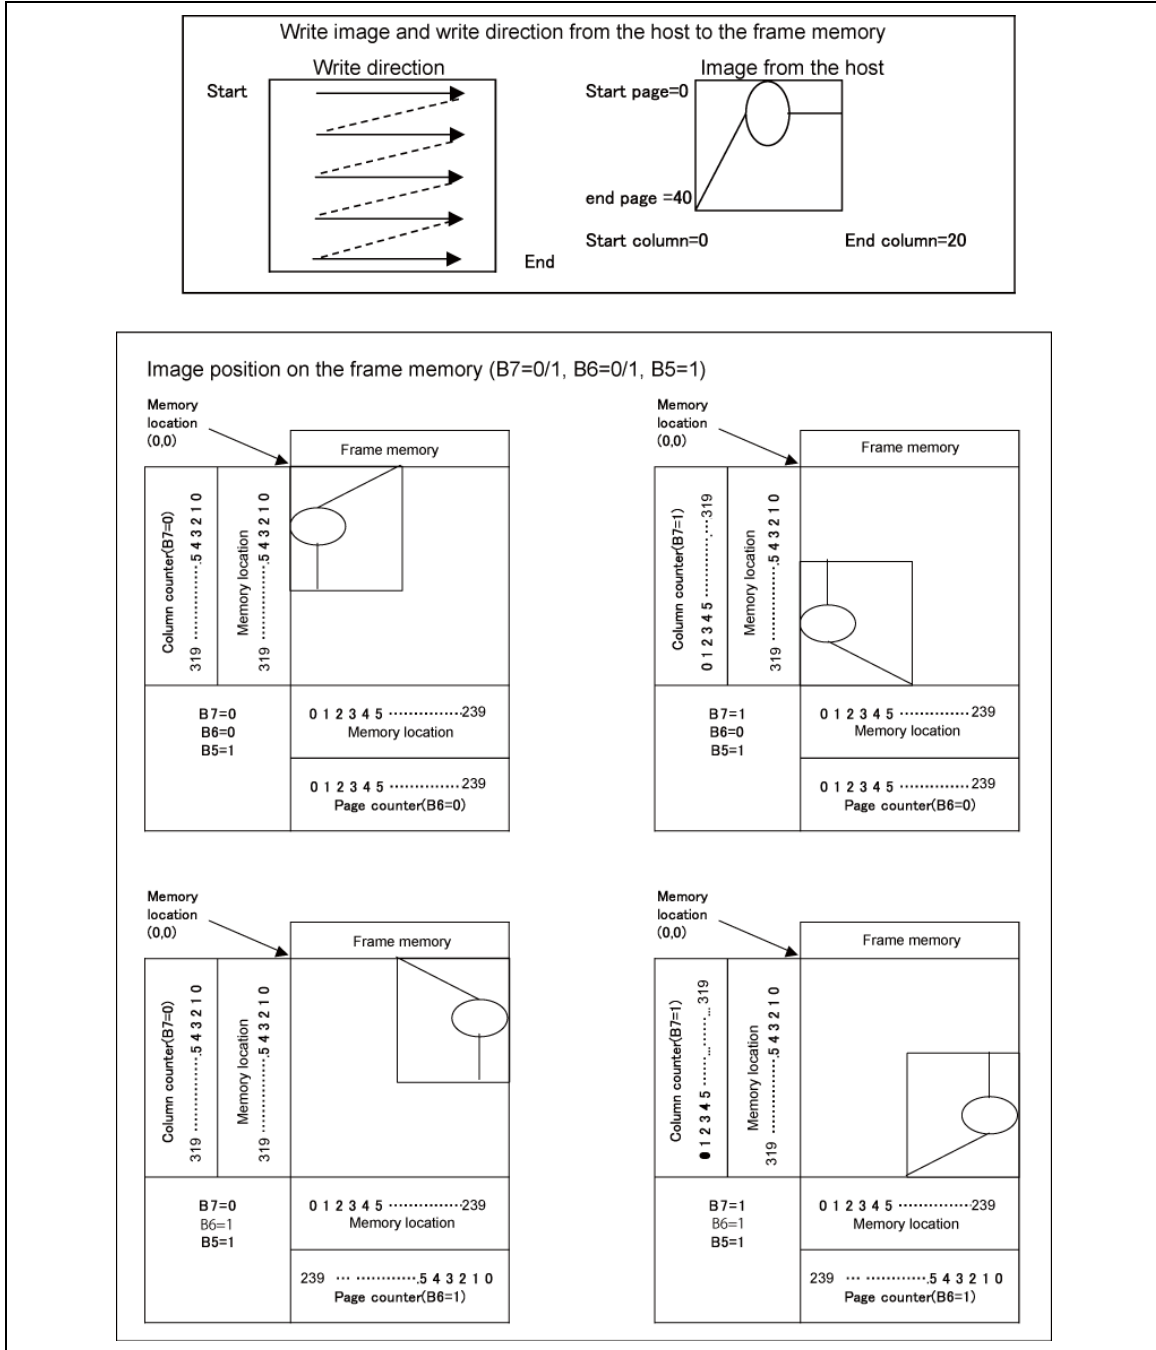 Write image and write direction from the host to the frame memory
Write direction
Image from the host
Start
Start page=0
end page =40
Start column=0
End column=20
End
Image position on the frame memory (B7=0/1, B6=0/1, B5=1)
Memory
location
(0,0)
Frame memory
Column counter(B7=0)
319 ···············.5 4 3 2 1 0
Memory location
319 ···············.5 4 3 2 1 0
B7=0
B6=0
B5=1
0 1 2 3 4 5 ···············239
Memory location
0 1 2 3 4 5 ···············239
Page counter(B6=0)
Memory
location
(0,0)
Frame memory
Column counter(B7=1)
0 1 2 3 4 5 ···············319
Memory location
319 ···············.5 4 3 2 1 0
B7=1
B6=0
B5=1
0 1 2 3 4 5 ···············239
Memory location
0 1 2 3 4 5 ···············239
Page counter(B6=0)
Memory
location
(0,0)
Frame memory
Column counter(B7=0)
319 ···············.5 4 3 2 1 0
Memory location
319 ···············.5 4 3 2 1 0
B7=0
B6=1
B5=1
0 1 2 3 4 5 ···············239
Memory location
239 ··· ············.5 4 3 2 1 0
Page counter(B6=1)
Memory
location
(0,0)
Frame memory
Column counter(B7=1)
0 1 2 3 4 5 ······...·······... 319
Memory location
319 ···············.5 4 3 2 1 0
B7=1
B6=1
B5=1
0 1 2 3 4 5 ···············239
Memory location
239 ··· ············.5 4 3 2 1 0
Page counter(B6=1)